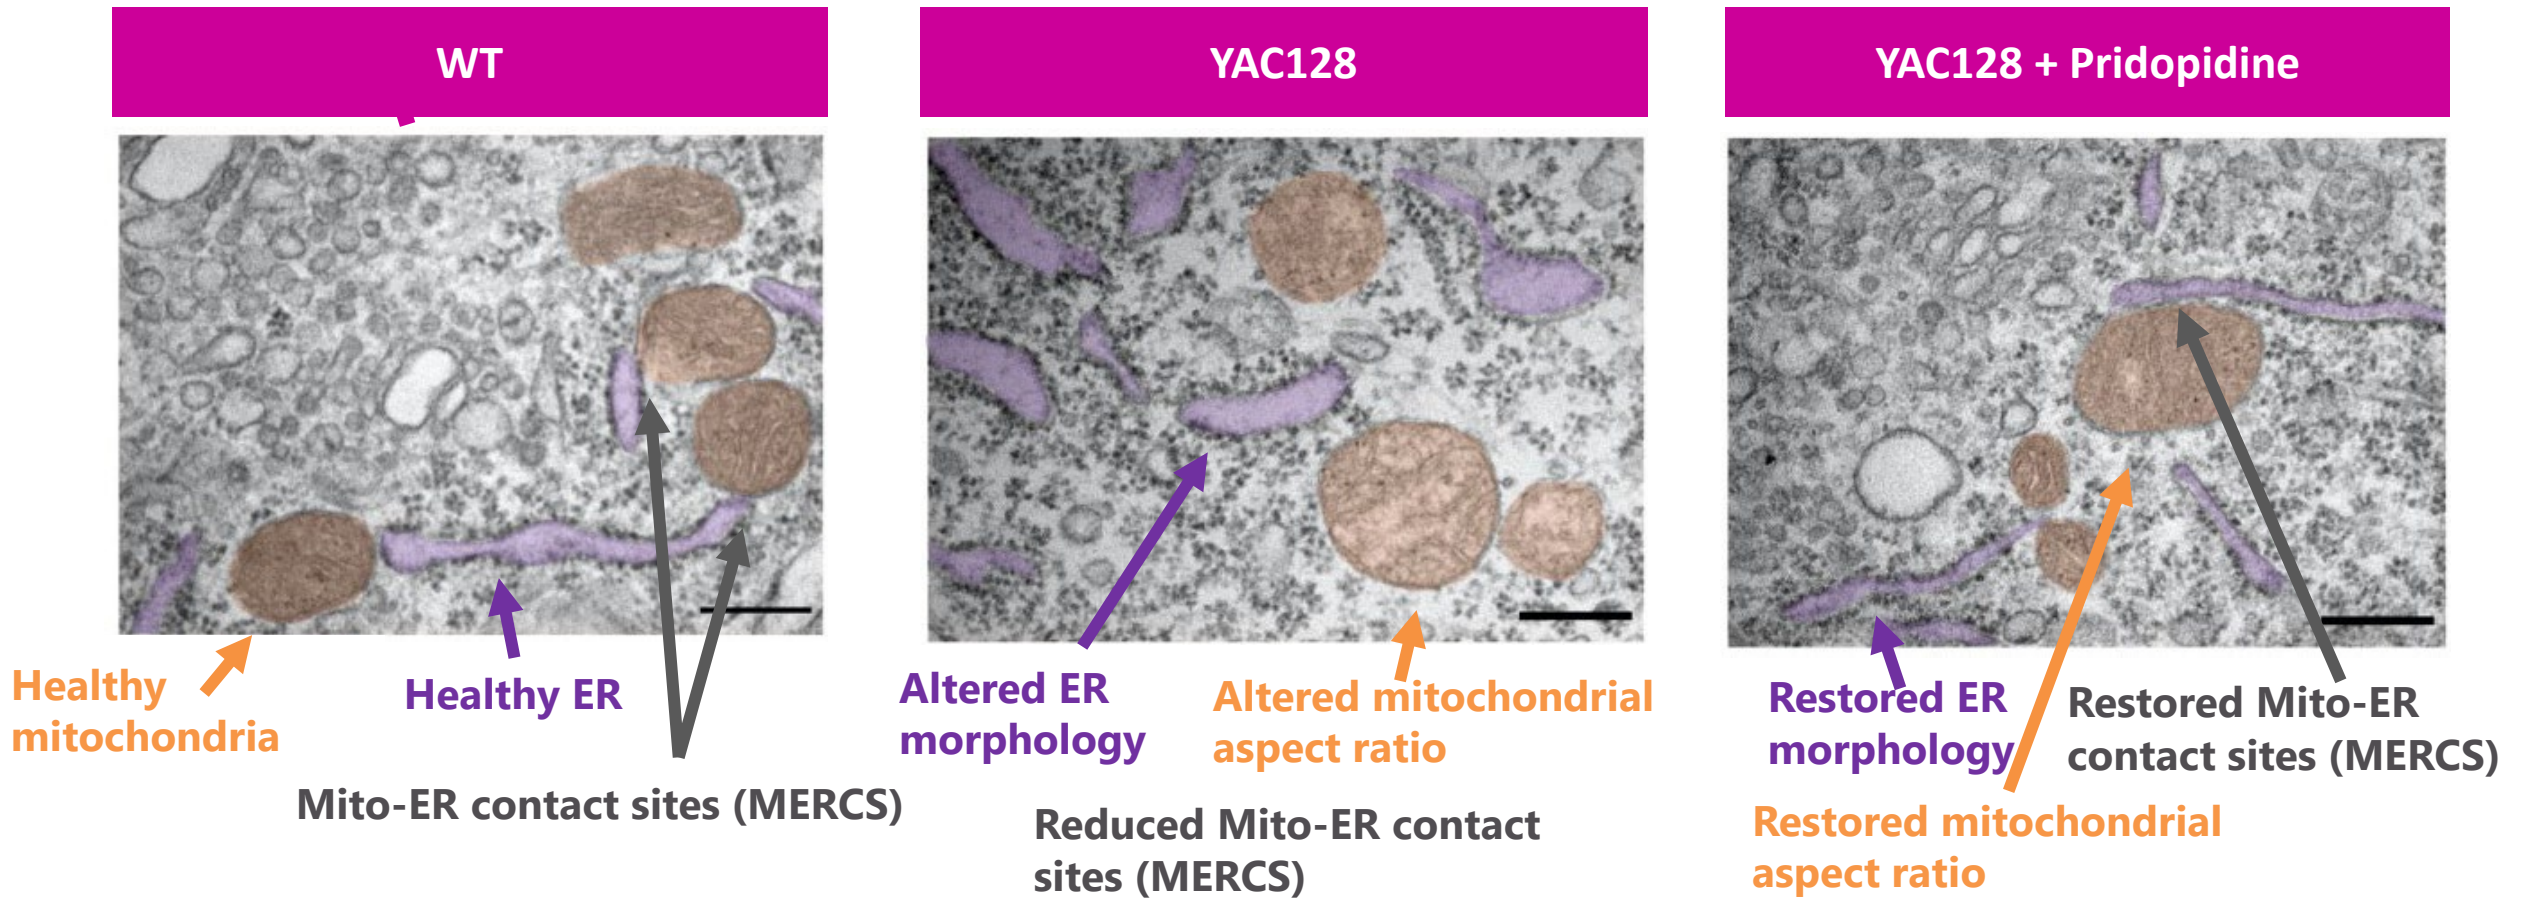 WT
YAC128
YAC128 + Pridopidine
Healthy
mitochondria
Healthy ER
Mito-ER contact sites (MERCS)
Altered ER
morphology
Altered mitochondrial
aspect ratio
Reduced Mito-ER contact
sites (MERCS)
Restored ER
morphology
Restored Mito-ER
contact sites (MERCS)
Restored mitochondrial
aspect ratio